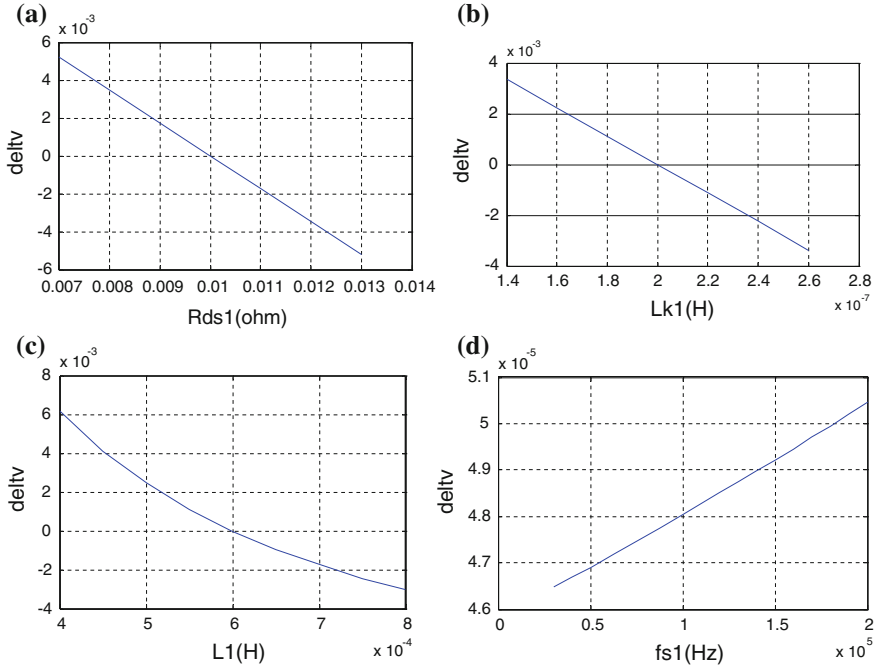 (a)
x 10-3
6
4
2
0
-2
-4
-6
deltv
0.007 0.008 0.009 0.01 0.011 0.012 0.013 0.014
Rds1(ohm)
(b)
x 10-3
4
2
0
-2
-4
deltv
1.4 1.6 1.8 2 2.2 2.4 2.6 2.8
x 10-7
Lk1(H)
(c)
x 10-3
8
6
4
2
0
-2
-4
deltv
4 5 6 7 8
x 10-4
L1(H)
(d)
x 10-5
5.1
5
4.9
4.8
4.7
4.6
deltv
0 0.5 1 1.5 2
x 105
fs1(Hz)